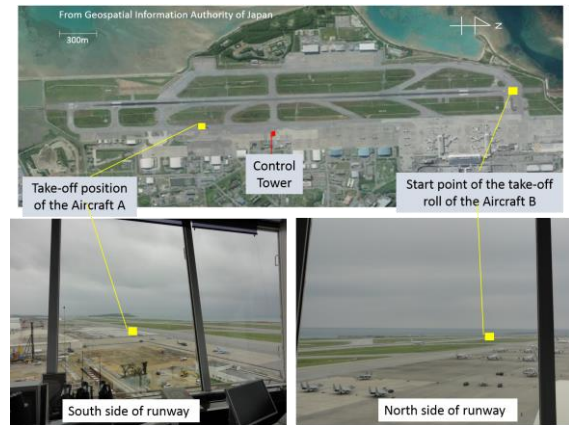 From Geospatial Information Authority of Japan
300m
N
Control
Tower
Take-off position
of the Aircraft A
Start point of the take-off
roll of the Aircraft B
South side of runway
North side of runway